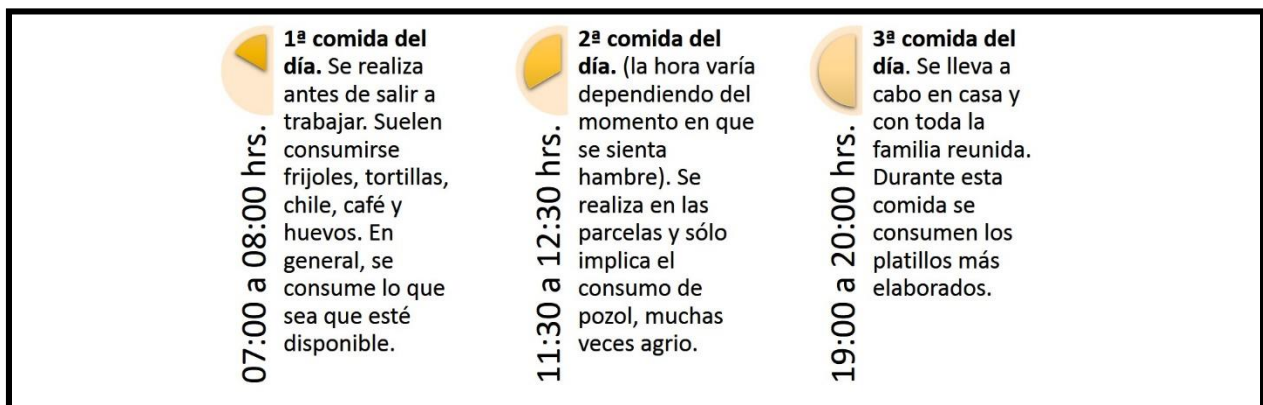 07:00 a 08:00 hrs.
1ª comida del
día. Se realiza
antes de salir a
trabajar. Suelen
consumirse
frijoles, tortillas,
chile, café y
huevos. En
general, se
consume lo que
sea que esté
disponible.
11:30 a 12:30 hrs.
2ª comida del
día. (la hora varía
dependiendo del
momento en que
se sienta
hambre). Se
realiza en las
parcelas y sólo
implica el
consumo de
pozol, muchas
veces agrio.
19:00 a 20:00 hrs.
3ª comida del
día. Se lleva a
cabo en casa y
con toda la
familia reunida.
Durante esta
comida se
consumen los
platillos más
elaborados.